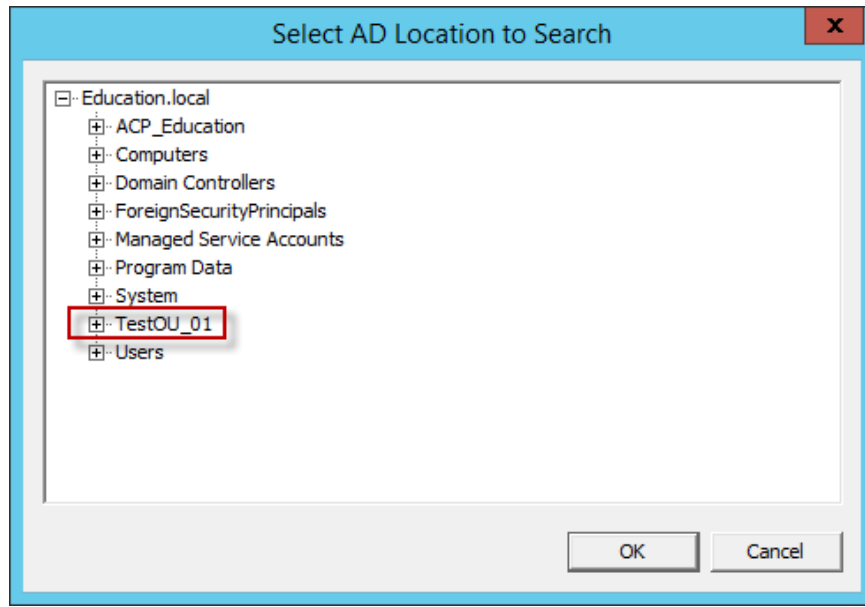 Select AD Location to Search
x
Education.local
ACP_Education
Computers
Domain Controllers
ForeignSecurityPrincipals
Managed Service Accounts
Program Data
System
TestOU_01
Users
OK Cancel